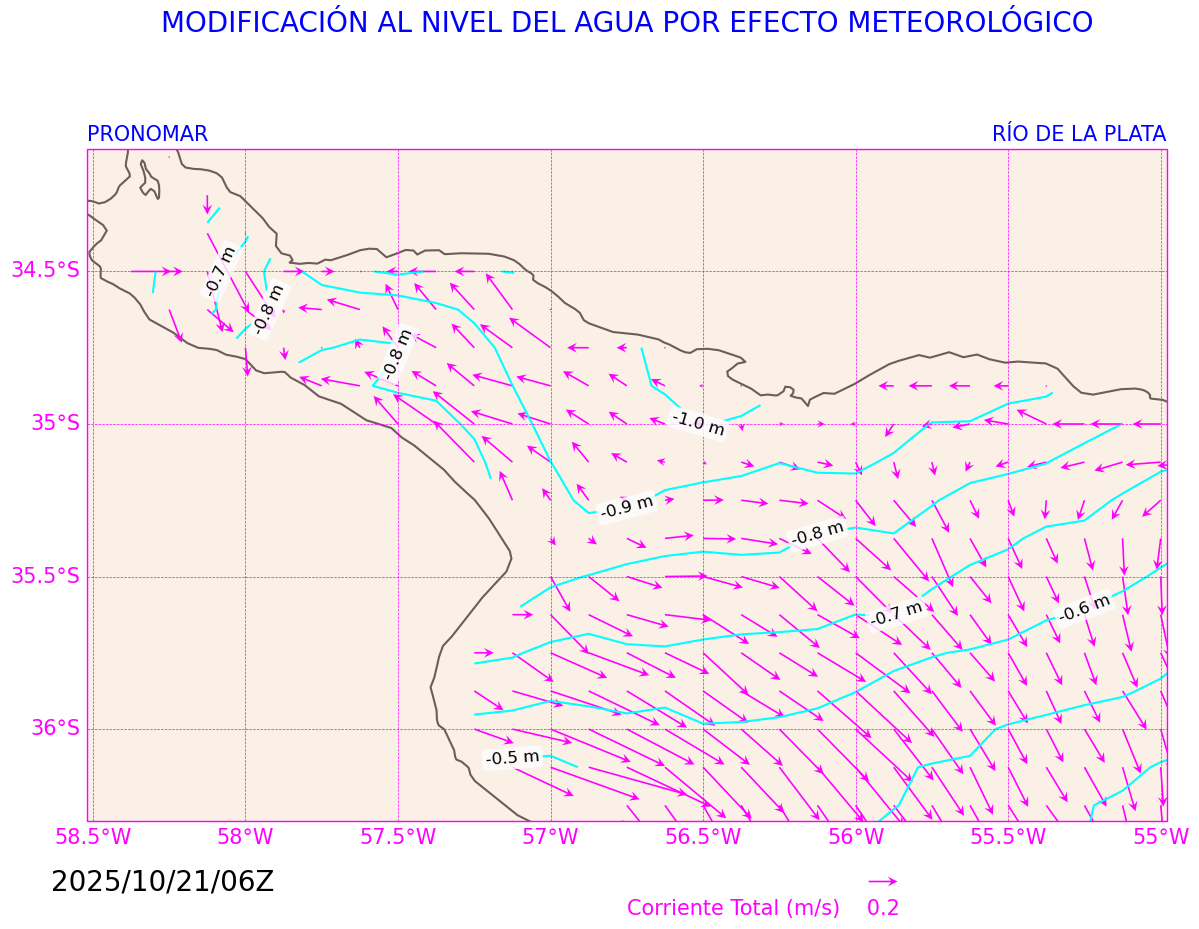 MODIFICACIÓN AL NIVEL DEL AGUA POR EFECTO METEOROLÓGICO
PRONOMAR
RÍO DE LA PLATA
-0.7 m
34.5°S
-0.8 m
-0.8 m
35°S
-1.0 m
-0.9 m
-0.8 m
35.5°S
-0.7 m
-0.6 m
36°S
-0.5 m
58.5°W 58°W 57.5°W 57°W 56.5°W 56°W 55.5°W 55°W
2025/10/21/06Z
Corriente Total (m/s) 0.2